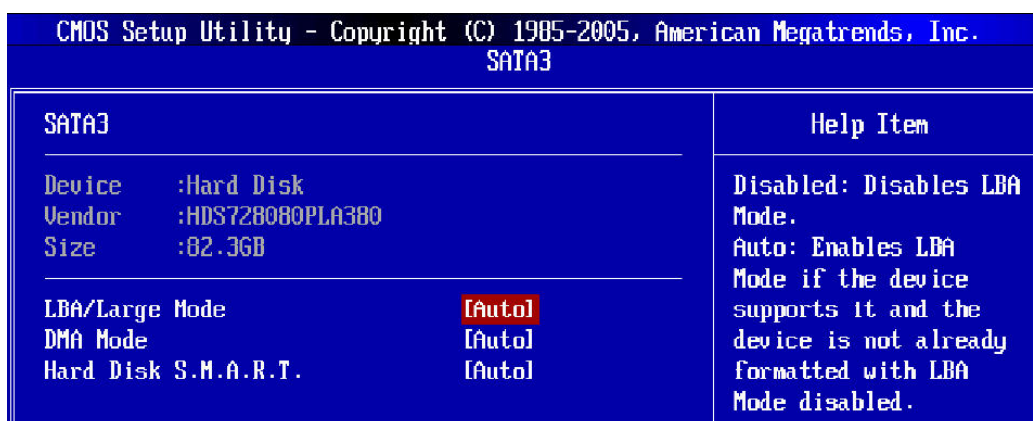 CMOS Setup Utility - Copyright (C) 1985-2005, American Megatrends, Inc.
SATA3
SATA3
Device :Hard Disk
Vendor :HDS728080PLA380
Size :82.3GB
LBA/Large Mode [Auto]
DMA Mode [Auto]
Hard Disk S.M.A.R.T. [Auto]
Help Item
Disabled: Disables LBA
Mode.
Auto: Enables LBA
Mode if the device
supports it and the
device is not already
formatted with LBA
Mode disabled.